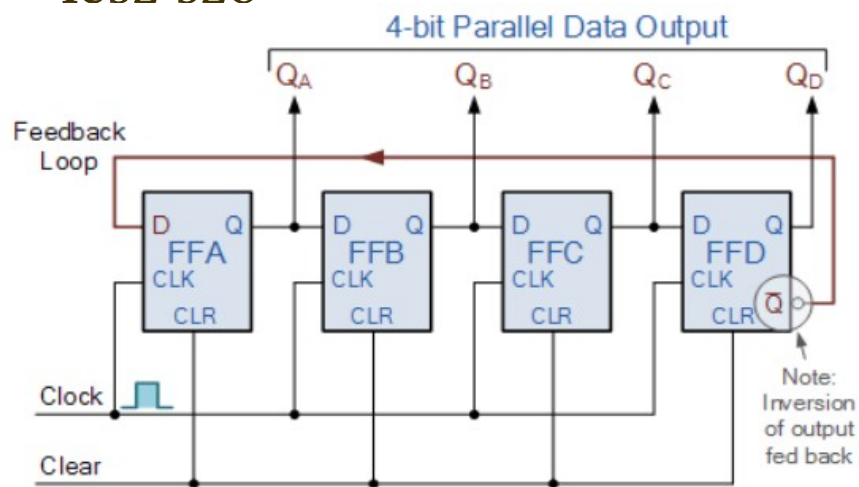 4-bit Parallel Data Output
QA QB QC QD
Feedback
Loop
D Q D Q D Q D Q
FFA FFB FFC FFD
CLK CLK CLK CLK
CLR CLR CLR CLR Q̅
Clock
Clear
Note:
Inversion
of output
fed back